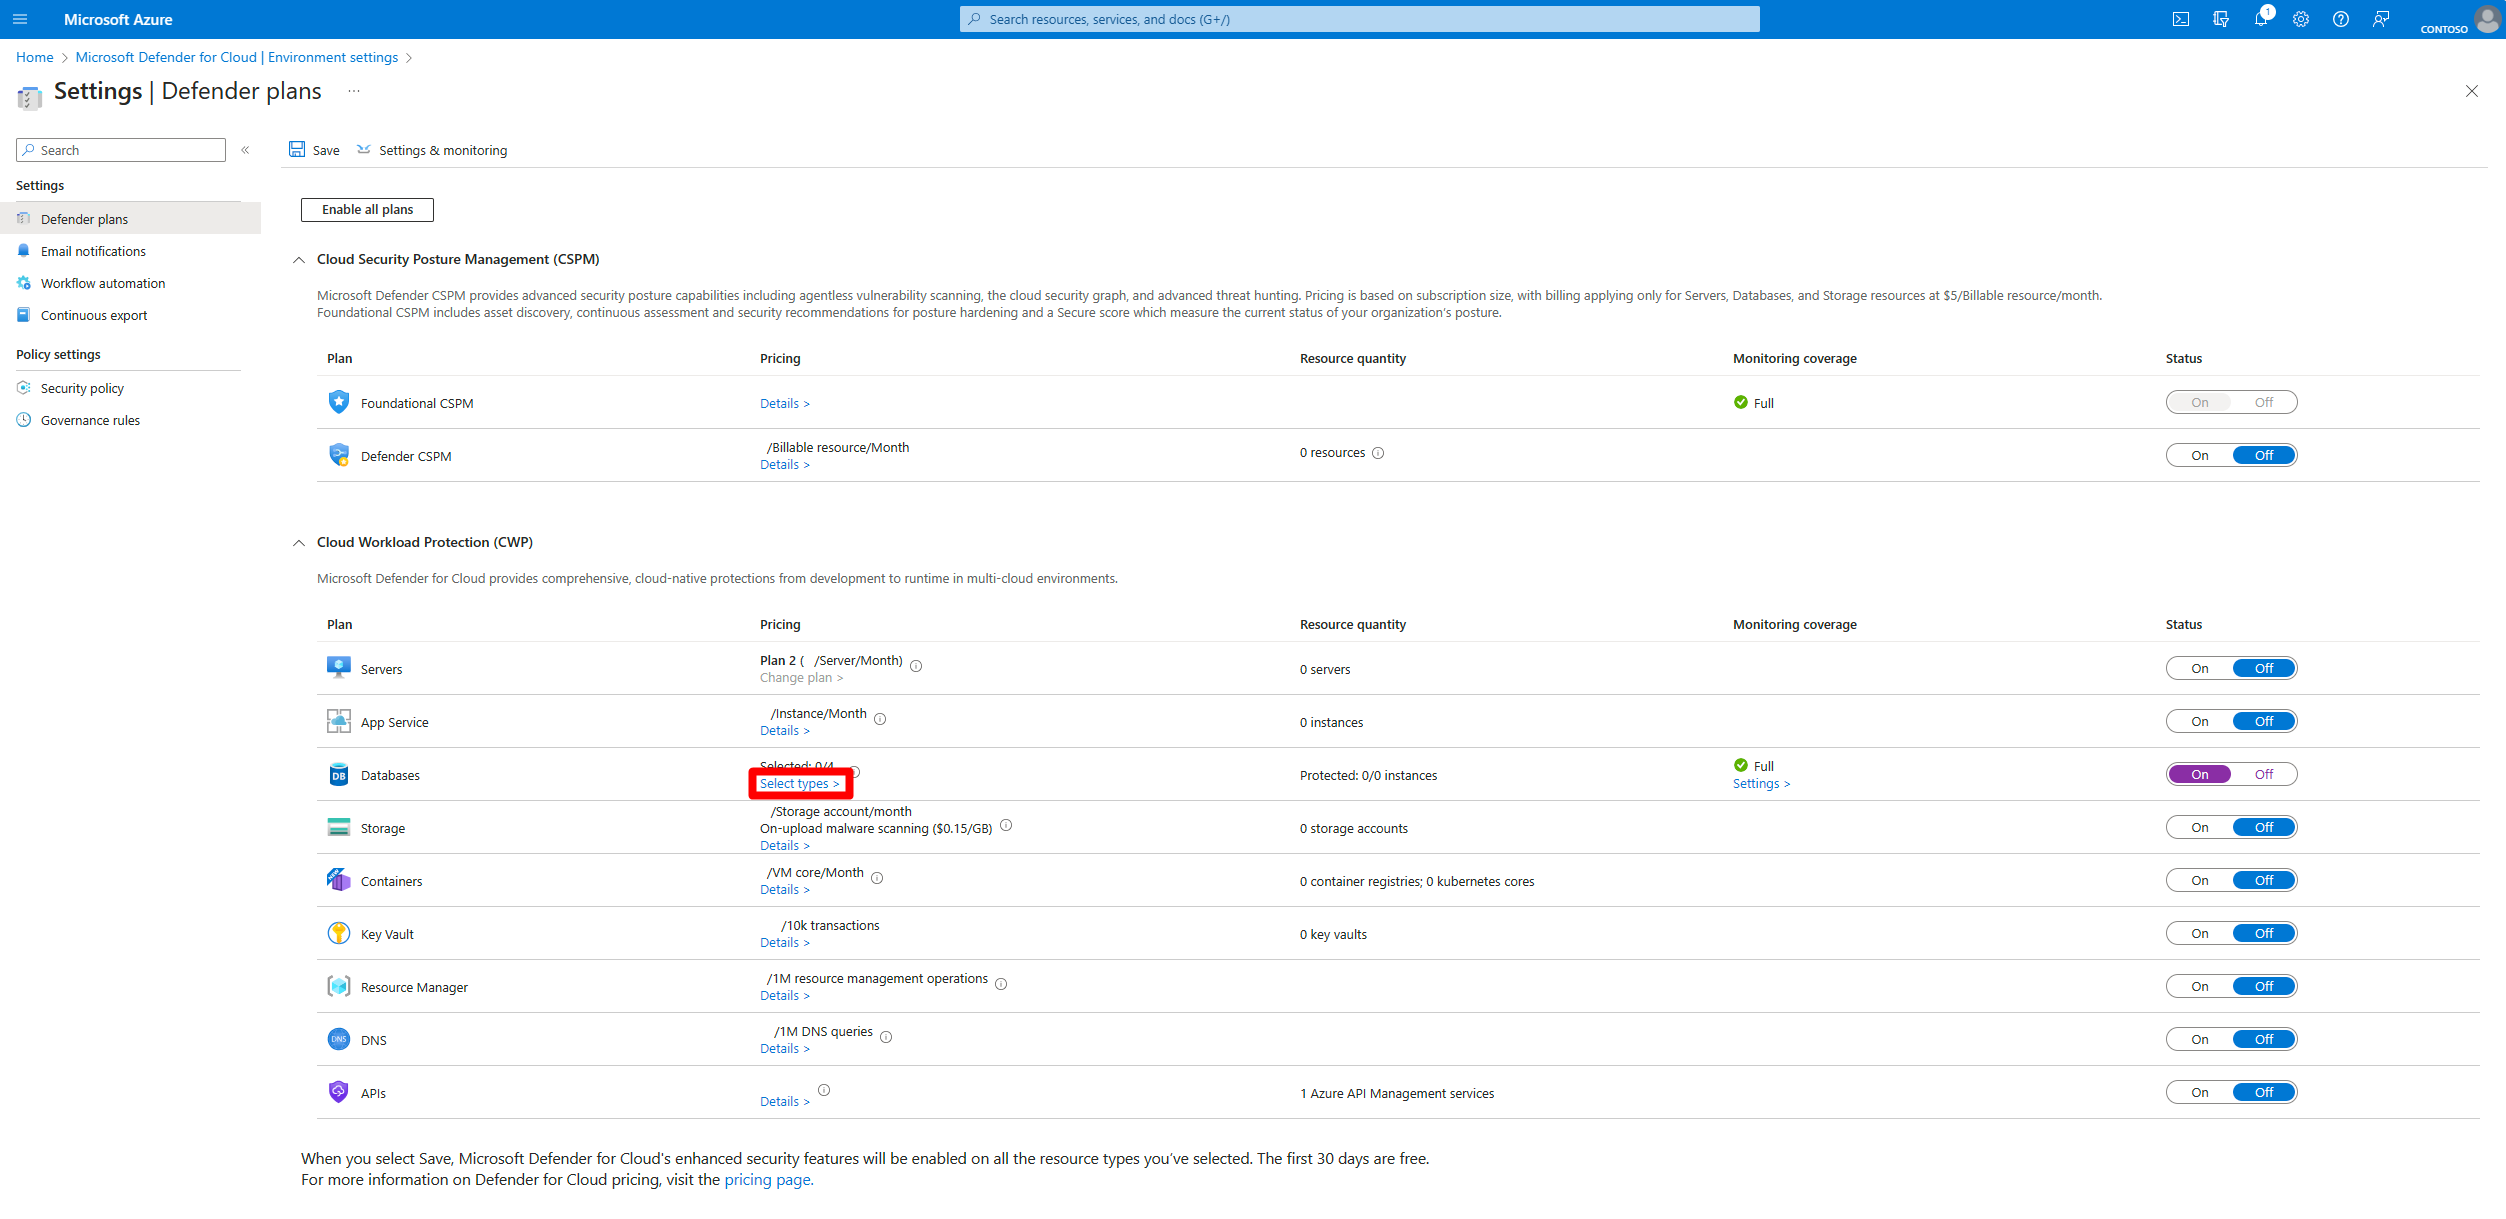 Microsoft Azure
Search resources, services, and docs (G+/)
1
CONTOSO
Home > Microsoft Defender for Cloud | Environment settings >
Settings | Defender plans ...
Search
«
Save
Settings & monitoring
Settings
Defender plans
Email notifications
Workflow automation
Continuous export
Policy settings
Security policy
Governance rules
Enable all plans
Cloud Security Posture Management (CSPM)
Microsoft Defender CSPM provides advanced security posture capabilities including agentless vulnerability scanning, the cloud security graph, and advanced threat hunting. Pricing is based on subscription size, with billing applying only for Servers, Databases, and Storage resources at $5/Billable resource/month.
Foundational CSPM includes asset discovery, continuous assessment and security recommendations for posture hardening and a Secure score which measure the current status of your organization's posture.
Plan Pricing Resource quantity Monitoring coverage Status
Foundational CSPM Details > Full On Off
/Billable resource/Month
Defender CSPM Details > 0 resources On Off
Cloud Workload Protection (CWP)
Microsoft Defender for Cloud provides comprehensive, cloud-native protections from development to runtime in multi-cloud environments.
Plan Pricing Resource quantity Monitoring coverage Status
Plan 2 ( /Server/Month)
Servers Change plan > 0 servers On Off
/Instance/Month
App Service Details > 0 instances On Off
Selected: 0/4 Full
Databases Select types > Protected: 0/0 instances Settings > On Off
/Storage account/month
Storage On-upload malware scanning ($0.15/GB) 0 storage accounts On Off
Details >
/VM core/Month
Containers Details > 0 container registries; 0 kubernetes cores On Off
/10k transactions
Key Vault Details > 0 key vaults On Off
/1M resource management operations
Resource Manager Details > On Off
/1M DNS queries
DNS DNS Details > On Off
APIs Details > 1 Azure API Management services On Off
When you select Save, Microsoft Defender for Cloud's enhanced security features will be enabled on all the resource types you've selected. The first 30 days are free.
For more information on Defender for Cloud pricing, visit the pricing page.